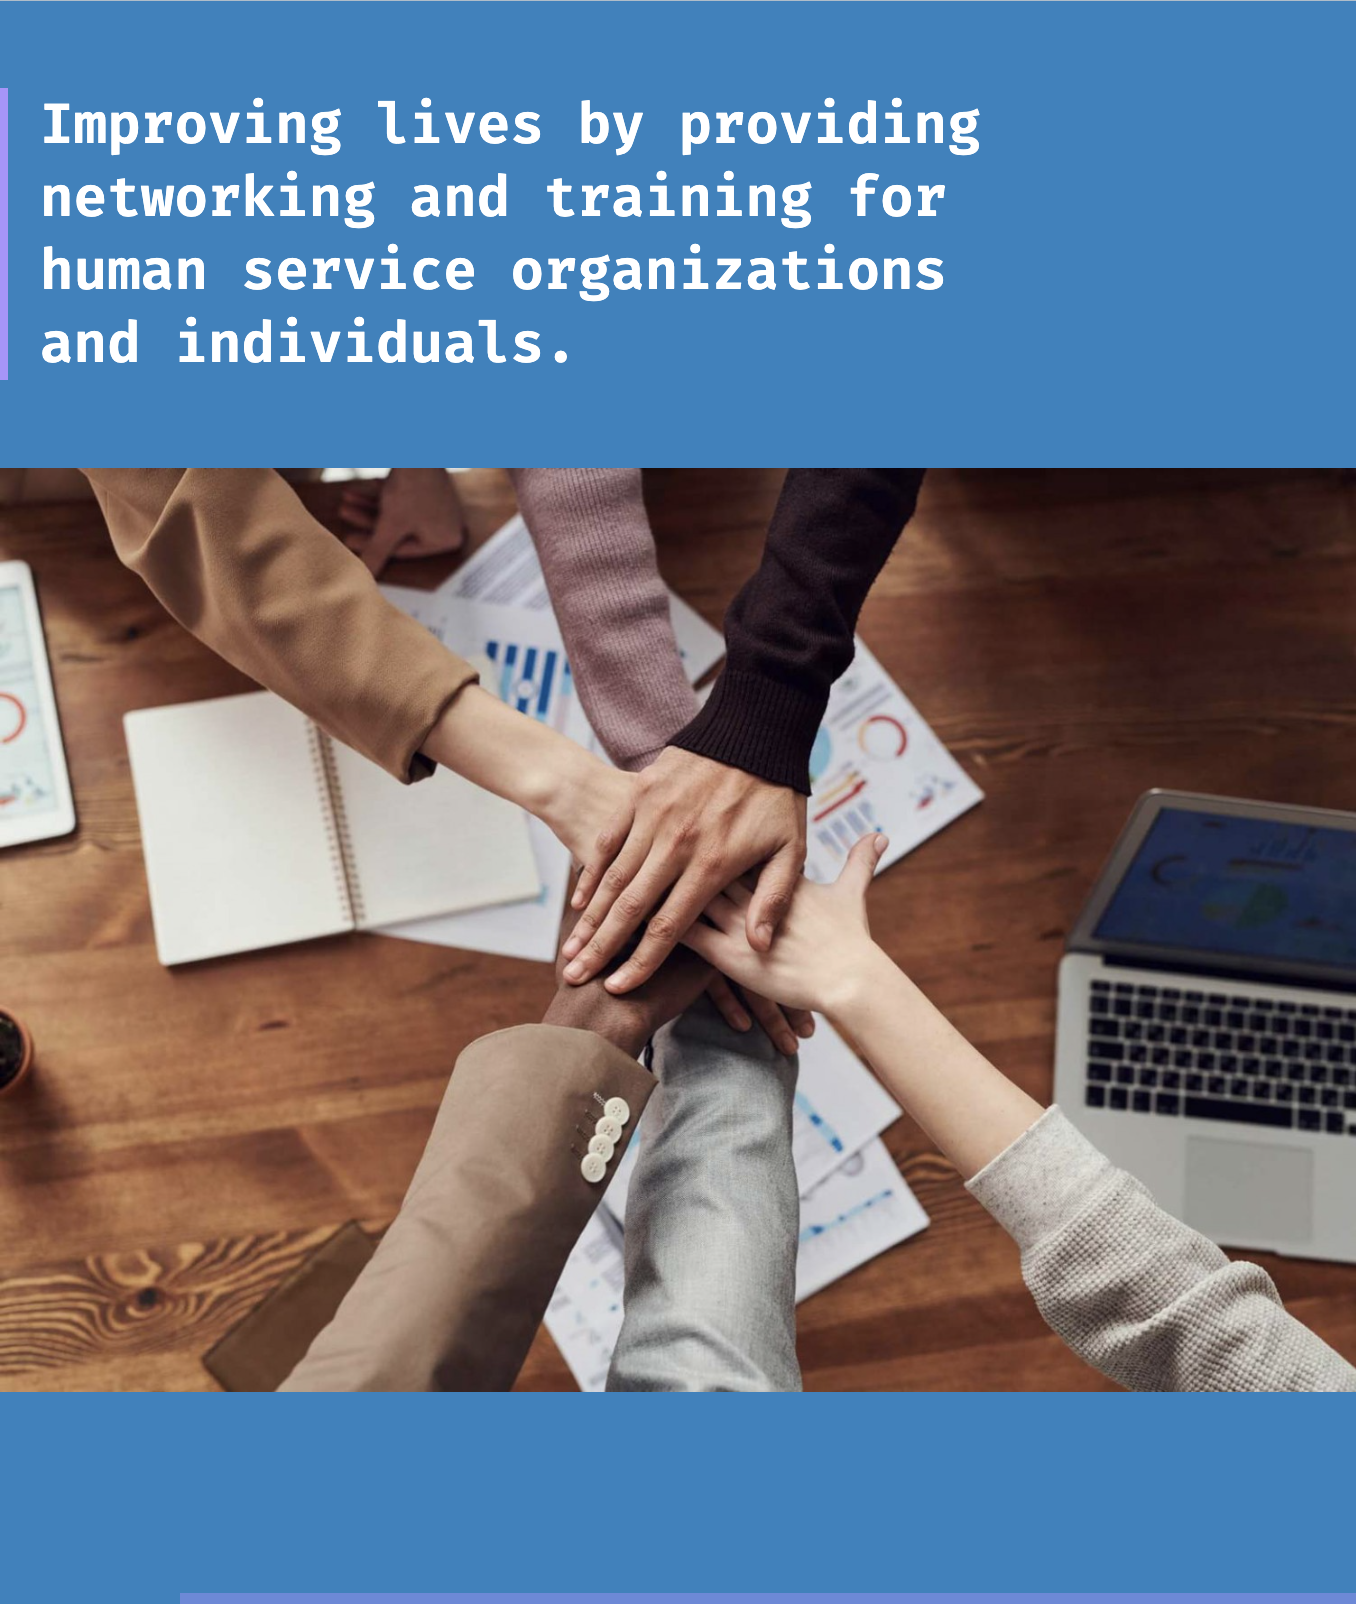 Improving lives by providing
networking and training for
human service organizations
and individuals.